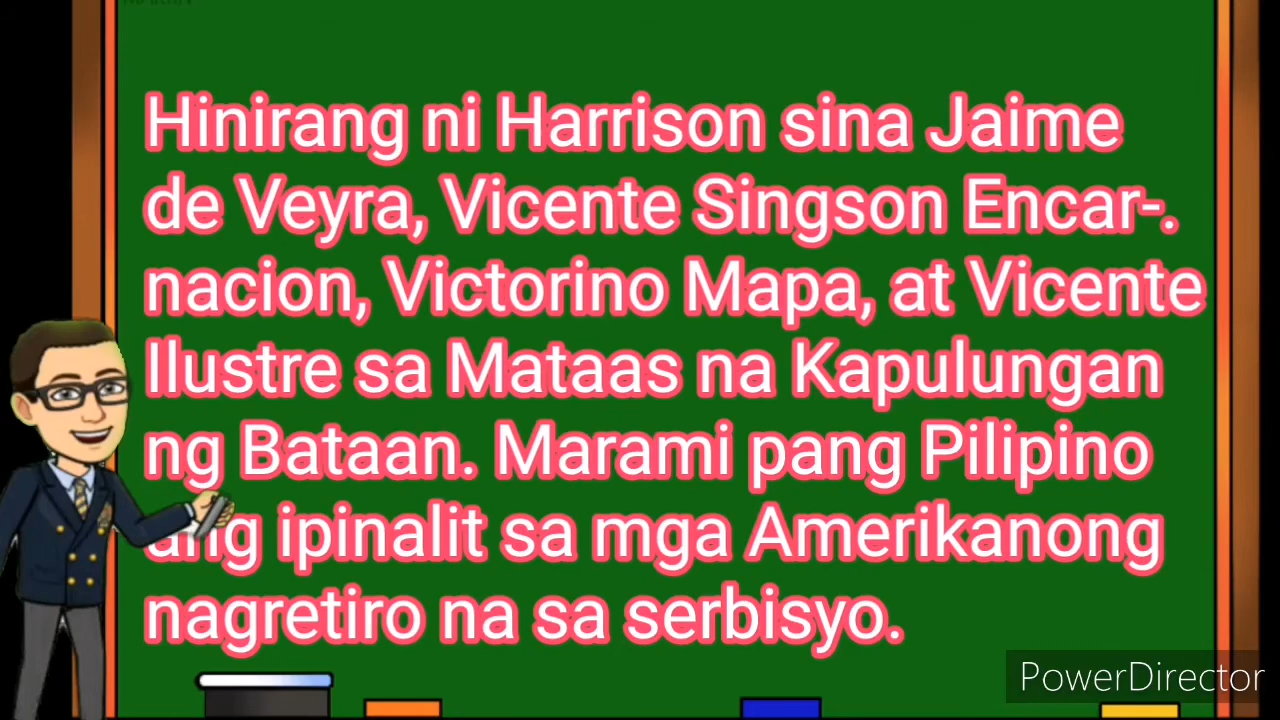 Hinirang ni Harrison sina Jaime
de Veyra, Vicente Singson Encar-.
nacion, Victorino Mapa, at Vicente
Ilustre sa Mataas na Kapulungan
ng Bataan. Marami pang Pilipino
ang ipinalit sa mga Amerikanong
nagretiro na sa serbisyo.
PowerDirector